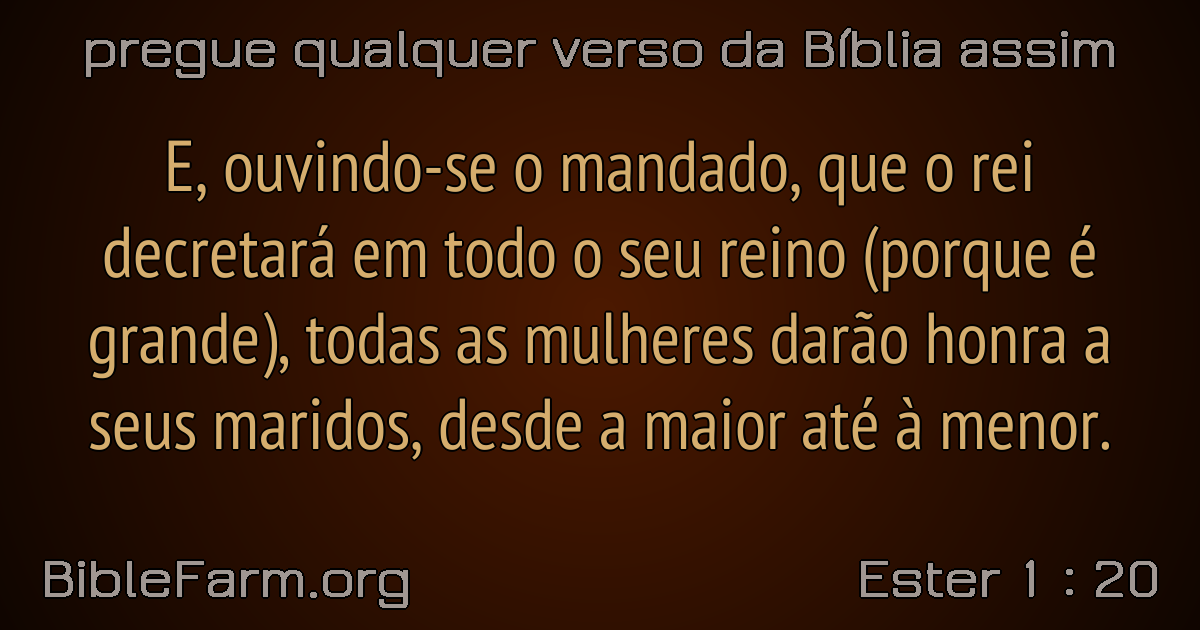 pregue qualquer verso da Bíblia assim
E, ouvindo-se o mandado, que o rei
decretará em todo o seu reino (porque é
grande), todas as mulheres darão honra a
seus maridos, desde a maior até à menor.
BibleFarm.org
Ester 1 : 20